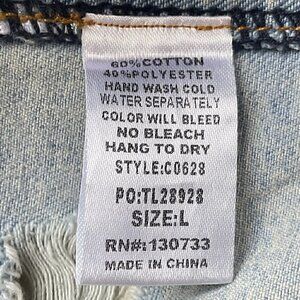 60%COTTON
40%POLYESTER
HAND WASH COLD
WATER SEPARATELY
COLOR WILL BLEED
NO BLEACH
HANG TO DRY
STYLE:C0628
PO:TL28928
SIZE:L
RN#:130733
MADE IN CHINA